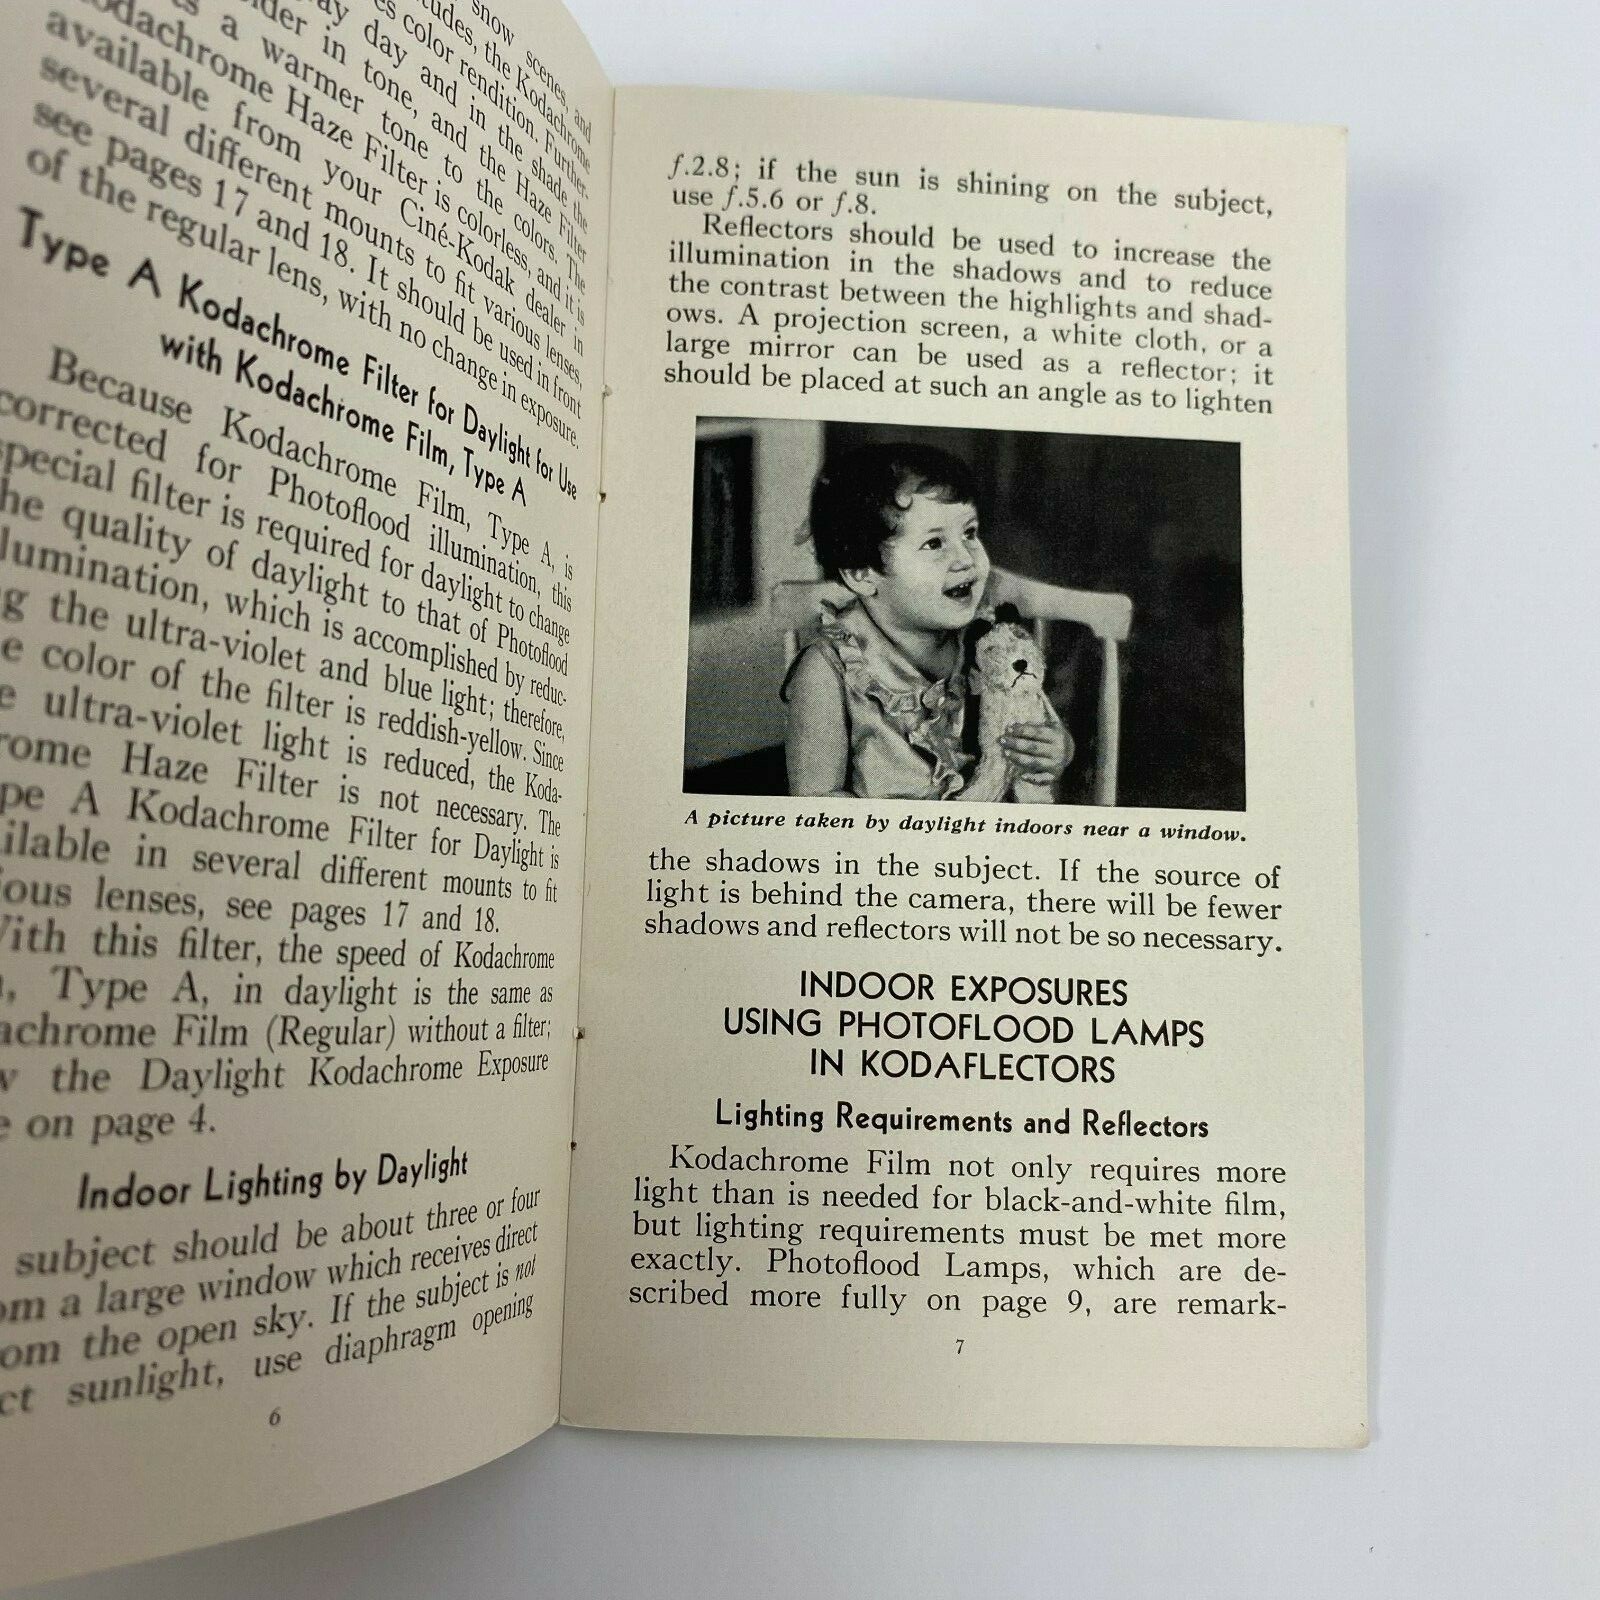 snow scenes, and
tudes, the Kodachrome
es color rendition. Further-
day and in the shade the
older in tone, and the Haze Filter
ts a warmer tone to the colors. The
odachrome Haze Filter is colorless, and it is
available from your Ciné-Kodak dealer in
several different mounts to fit various lenses,
see pages 17 and 18. It should be used in front
of the regular lens, with no change in exposure.
Type A Kodachrome Filter for Daylight for Use
with Kodachrome Film, Type A
Because Kodachrome Film, Type A, is
corrected for Photoflood illumination, this
special filter is required for daylight to change
he quality of daylight to that of Photoflood
lumination, which is accomplished by reduc-
g the ultra-violet and blue light; therefore,
e color of the filter is reddish-yellow. Since
e ultra-violet light is reduced, the Koda-
rome Haze Filter is not necessary. The
pe A Kodachrome Filter for Daylight is
ilable in several different mounts to fit
ious lenses, see pages 17 and 18.
With this filter, the speed of Kodachrome
, Type A, in daylight is the same as
achrome Film (Regular) without a filter;
w the Daylight Kodachrome Exposure
e on page 4.
Indoor Lighting by Daylight
subject should be about three or four
om a large window which receives direct
om the open sky. If the subject is not
ct sunlight, use diaphragm opening
6
f.2.8; if the sun is shining on the subject,
use f.5.6 or f.8.
Reflectors should be used to increase the
illumination in the shadows and to reduce
the contrast between the highlights and shad-
ows. A projection screen, a white cloth, or a
large mirror can be used as a reflector; it
should be placed at such an angle as to lighten
A picture taken by daylight indoors near a window.
the shadows in the subject. If the source of
light is behind the camera, there will be fewer
shadows and reflectors will not be so necessary.
INDOOR EXPOSURES
USING PHOTOFLOOD LAMPS
IN KODAFLECTORS
Lighting Requirements and Reflectors
Kodachrome Film not only requires more
light than is needed for black-and-white film,
but lighting requirements must be met more
exactly. Photoflood Lamps, which are de-
scribed more fully on page 9, are remark-
7